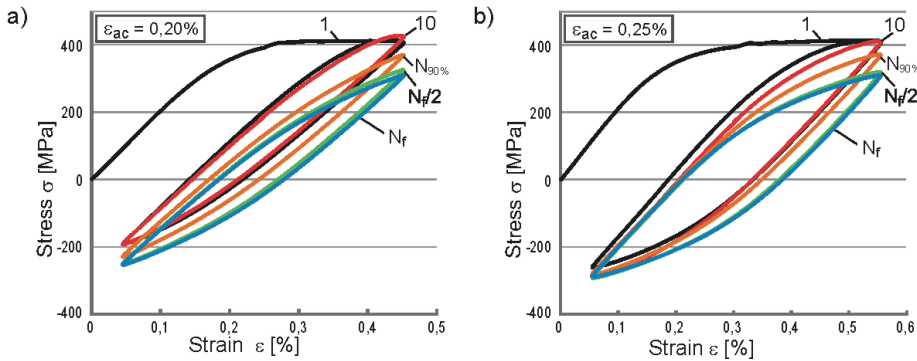 a)
εac = 0,20%
1
10
N90%
Nf/2
Nf
400
200
0
-200
-400
Stress σ [MPa]
0
0,1
0,2
0,3
0,4
0,5
Strain ε [%]
b)
εac = 0,25%
1
10
N90%
Nf/2
Nf
400
200
0
-200
-400
Stress σ [MPa]
0
0,1
0,2
0,3
0,4
0,5
0,6
Strain ε [%]